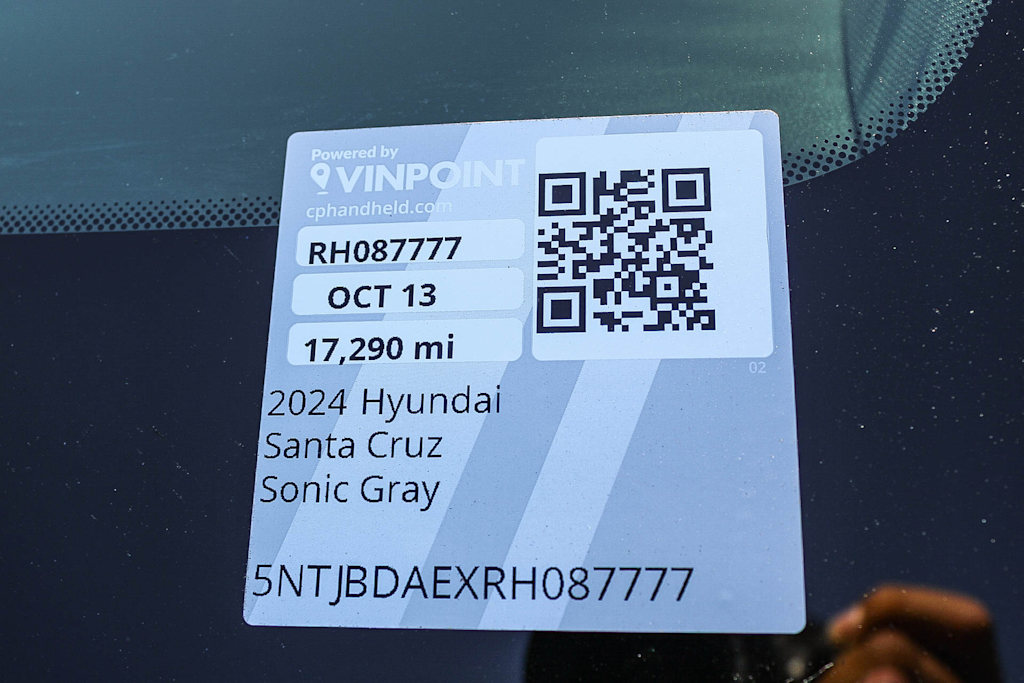 Powered by
VINPOINT
cphandheld.com
RH087777
OCT 13
17,290 mi
02
2024 Hyundai
Santa Cruz
Sonic Gray
5NTJBDAEXRH087777